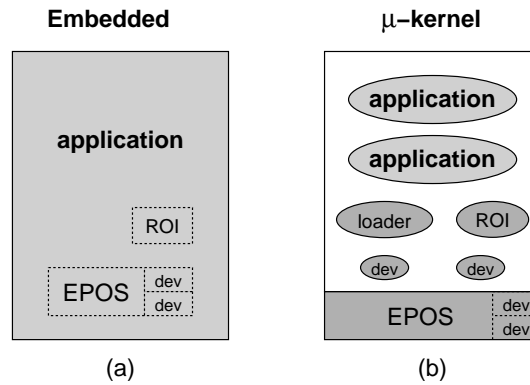 Embedded
application
ROI
EPOS
dev
dev
(a)
μ−kernel
application
application
loader
ROI
dev
dev
EPOS
dev
dev
(b)